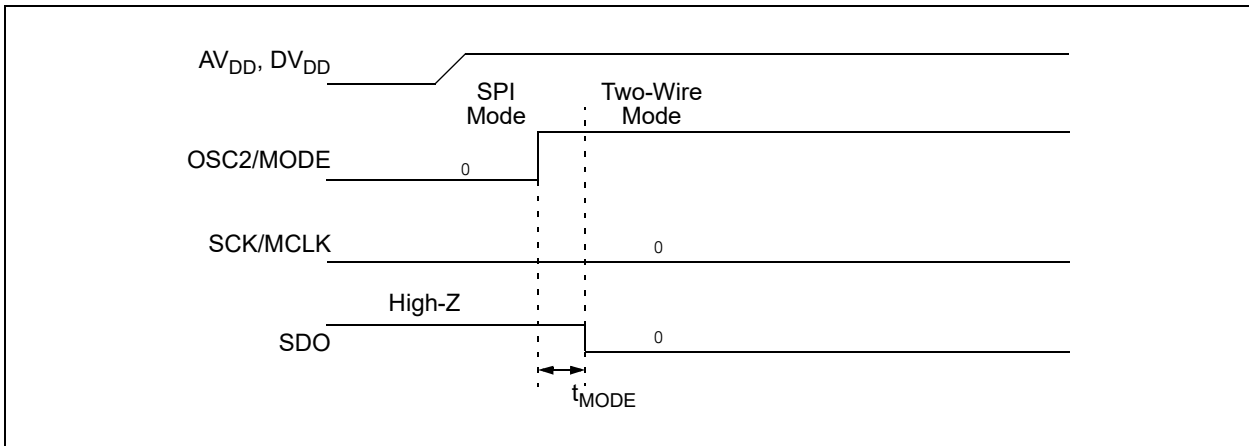 AVDD, DVDD
SPI
Mode
Two-Wire
Mode
OSC2/MODE
0
SCK/MCLK
0
High-Z
SDO
0
tMODE